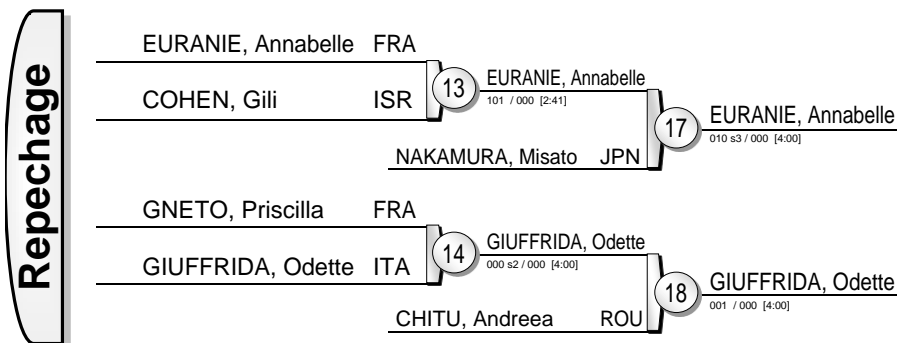 Repechage
EURANIE, Annabelle FRA
COHEN, Gili ISR
13
EURANIE, Annabelle
101 / 000 [2:41]
NAKAMURA, Misato JPN
17
EURANIE, Annabelle
010 s3 / 000 [4:00]
GNETO, Priscilla FRA
GIUFFRIDA, Odette ITA
14
GIUFFRIDA, Odette
000 s2 / 000 [4:00]
CHITU, Andreea ROU
18
GIUFFRIDA, Odette
001 / 000 [4:00]